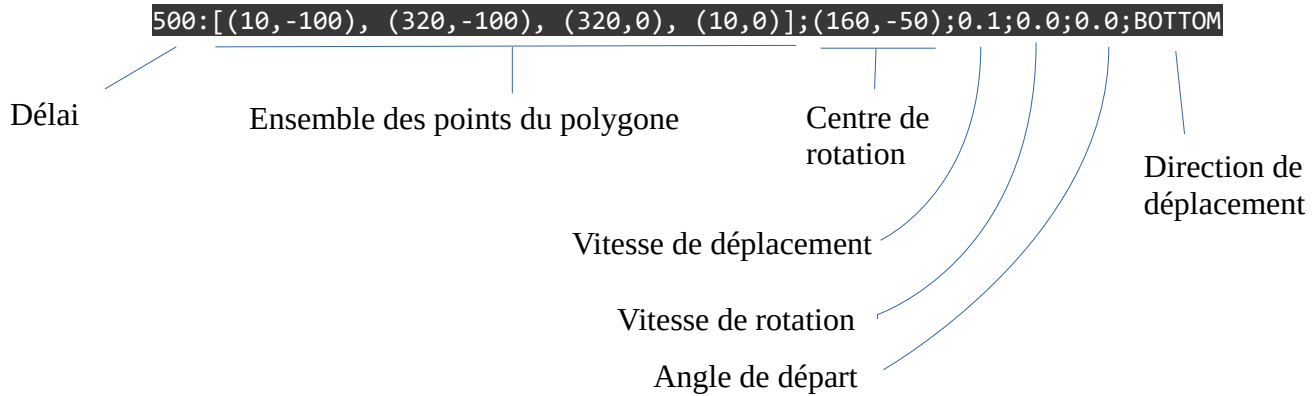 500:[(10,-100), (320,-100), (320,0), (10,0)];(160,-50);0.1;0.0;0.0;BOTTOM
Délai
Ensemble des points du polygone
Centre de
rotation
Direction de
déplacement
Vitesse de déplacement
Vitesse de rotation
Angle de départ